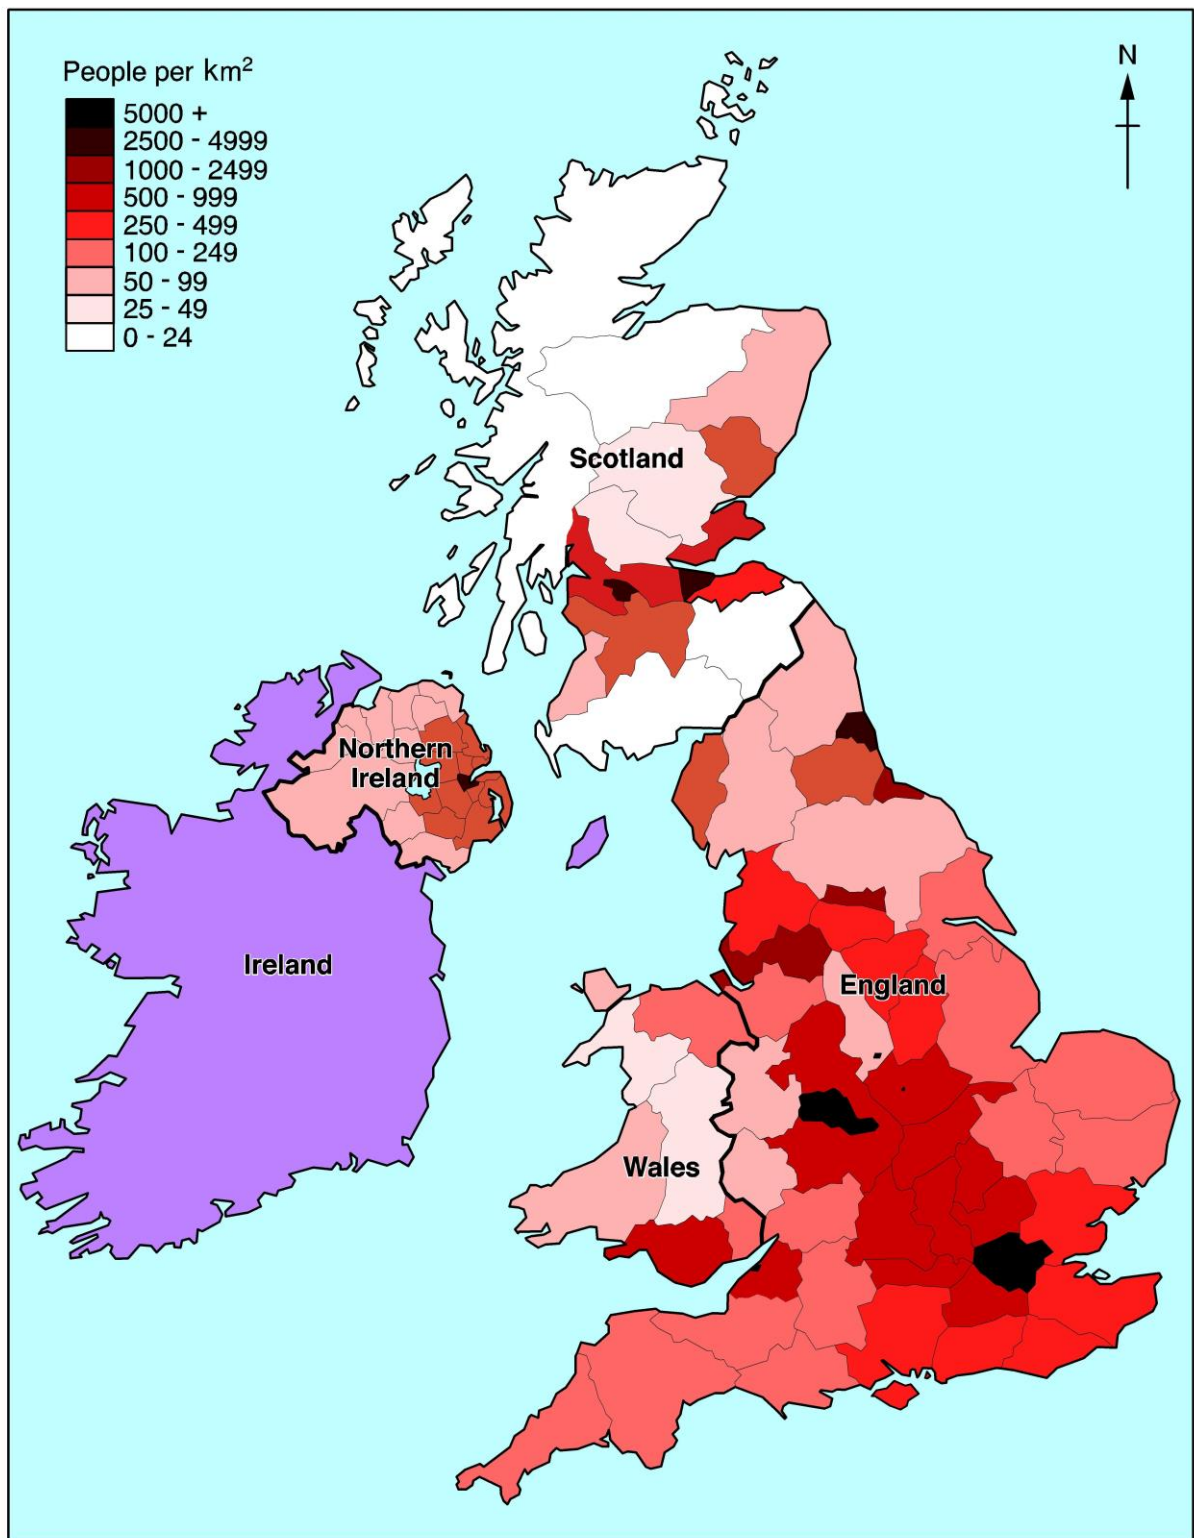 People per km²
5000 +
2500 - 4999
1000 - 2499
500 - 999
250 - 499
100 - 249
50 - 99
25 - 49
0 - 24
N
Scotland
Northern
Ireland
Ireland
England
Wales